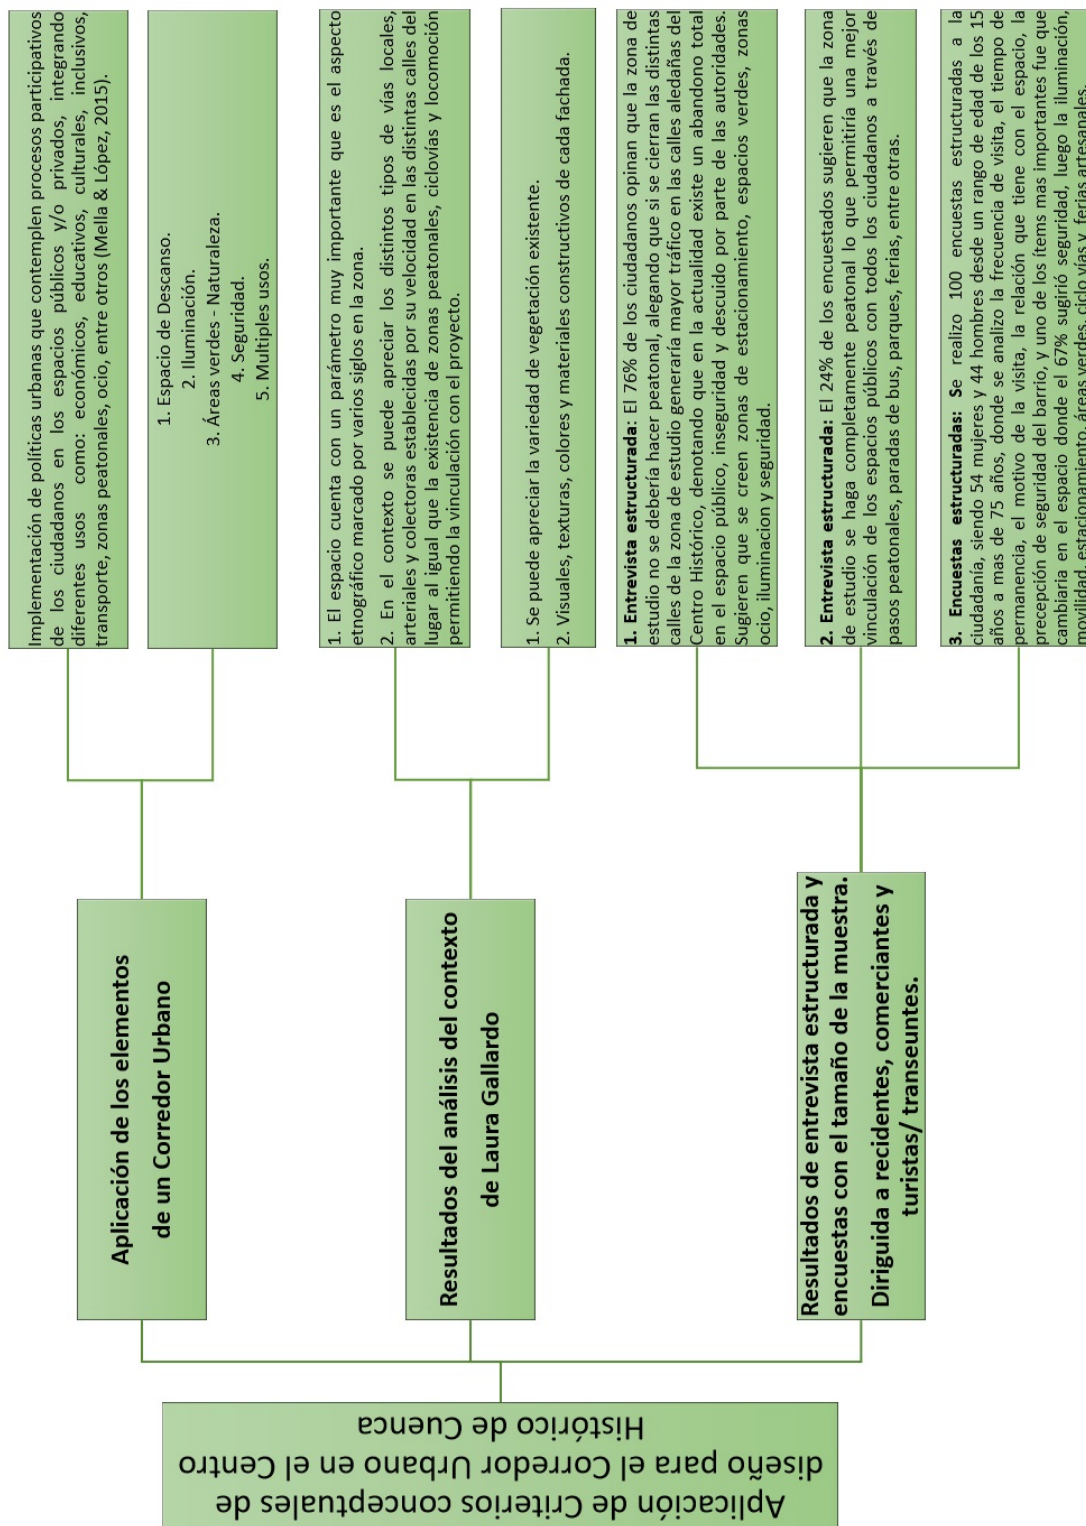 Aplicación de Criterios conceptuales de
diseño para el Corredor Urbano en el Centro
Histórico de Cuenca
Aplicación de los elementos
de un Corredor Urbano
Implementación de políticas urbanas que contemplen procesos participativos
de los ciudadanos en los espacios públicos y/o privados, integrando
diferentes usos como: económicos, educativos, culturales, inclusivos,
transporte, zonas peatonales, ocio, entre otros (Mella & López, 2015).
1. Espacio de Descanso.
2. Iluminación.
3. Áreas verdes - Naturaleza.
4. Seguridad.
5. Multiples usos.
Resultados del análisis del contexto
de Laura Gallardo
1. El espacio cuenta con un parámetro muy importante que es el aspecto
etnográfico marcado por varios siglos en la zona.
2. En el contexto se puede apreciar los distintos tipos de vías locales,
arteriales y colectoras establecidas por su velocidad en las distintas calles del
lugar al igual que la existencia de zonas peatonales, ciclovías y locomoción
permitiendo la vinculación con el proyecto.
1. Se puede apreciar la variedad de vegetación existente.
2. Visuales, texturas, colores y materiales constructivos de cada fachada.
Resultados de entrevista estructurada y
encuestas con el tamaño de la muestra.
Diriguida a recidentes, comerciantes y
turistas/ transeuntes.
1. Entrevista estructurada: El 76% de los ciudadanos opinan que la zona de
estudio no se debería hacer peatonal, alegando que si se cierran las distintas
calles de la zona de estudio generaría mayor tráfico en las calles aledañas del
Centro Histórico, denotando que en la actualidad existe un abandono total
en el espacio público, inseguridad y descuido por parte de las autoridades.
Sugieren que se creen zonas de estacionamiento, espacios verdes, zonas
ocio, iluminacion y seguridad.
2. Entrevista estructurada: El 24% de los encuestados sugieren que la zona
de estudio se haga completamente peatonal lo que permitiría una mejor
vinculación de los espacios públicos con todos los ciudadanos a través de
pasos peatonales, paradas de bus, parques, ferias, entre otras.
3. Encuestas estructuradas: Se realizo 100 encuestas estructuradas a la
ciudadanía, siendo 54 mujeres y 44 hombres desde un rango de edad de los 15
años a mas de 75 años, donde se analizo la frecuencia de visita, el tiempo de
permanencia, el motivo de la visita, la relación que tiene con el espacio, la
precepción de seguridad del barrio, y uno de los ítems mas importantes fue que
cambiaría en el espacio donde el 67% sugirió seguridad, luego la iluminación,
movilidad, estacionamiento, áreas verdes, ciclo vías y ferias artesanales.